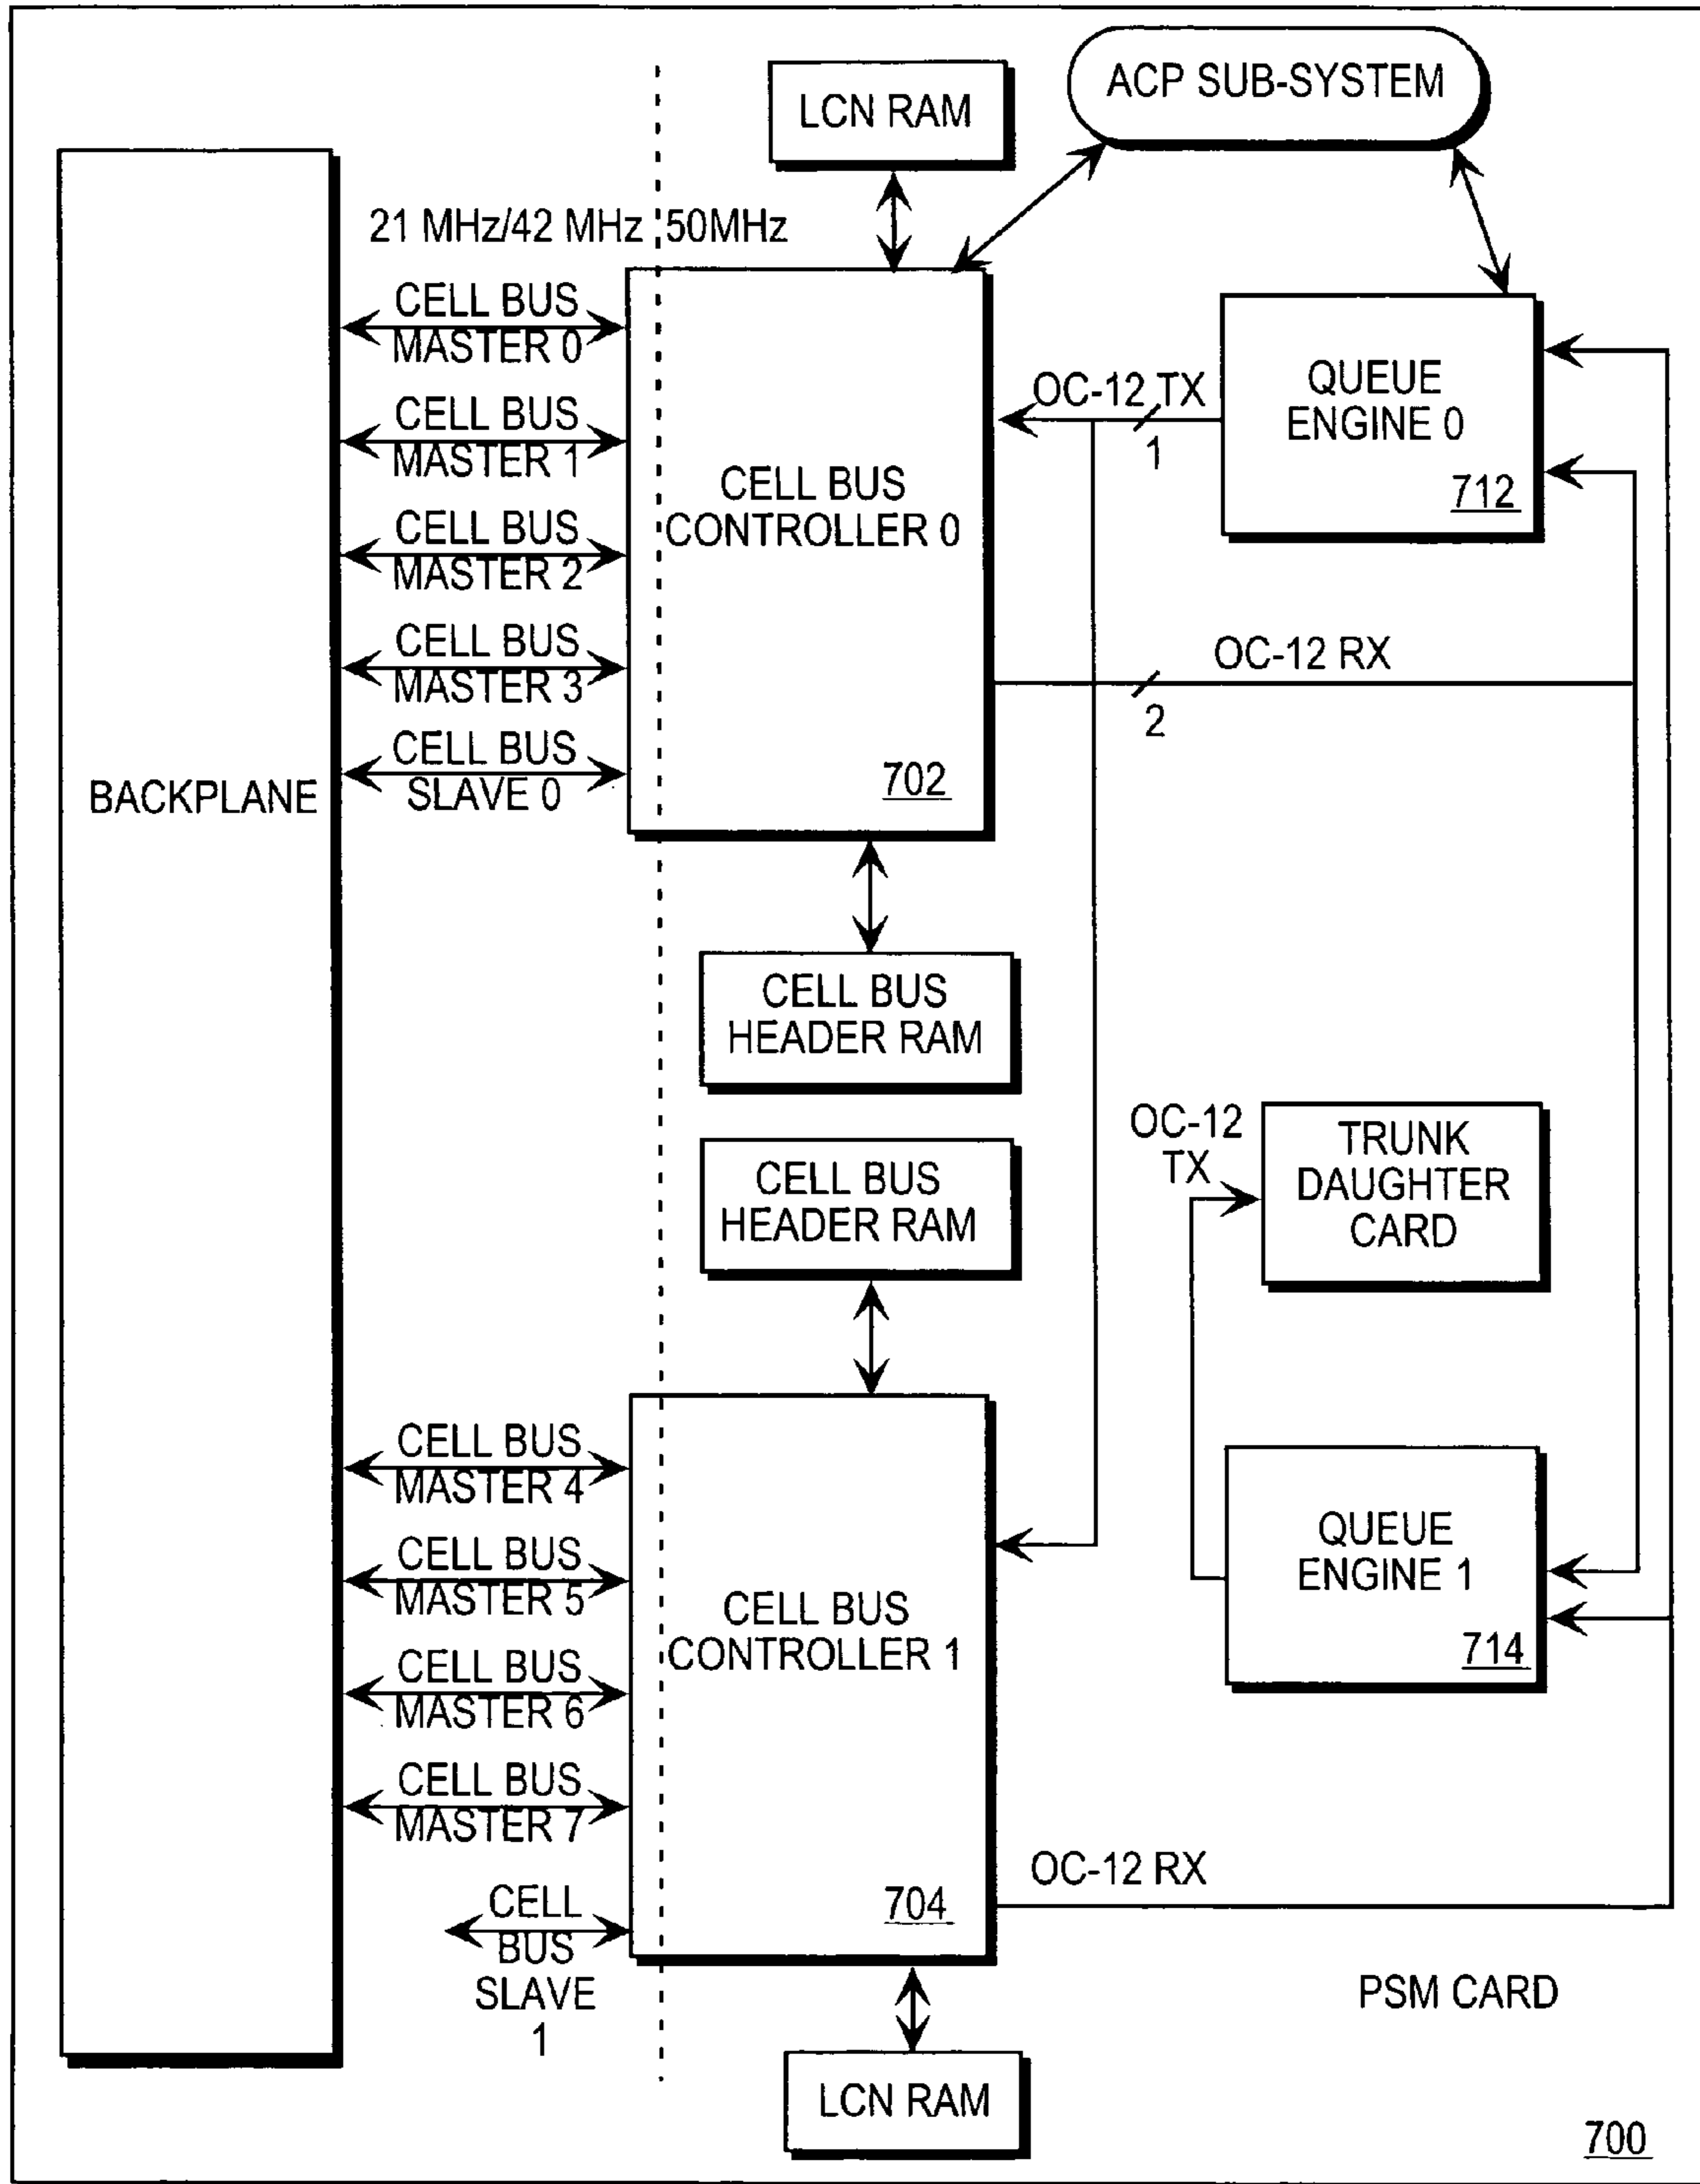 LCN RAM
ACP SUB-SYSTEM
21 MHz/42 MHz
50MHz
CELL BUS
MASTER 0
CELL BUS
MASTER 1
CELL BUS
MASTER 2
CELL BUS
MASTER 3
CELL BUS
SLAVE 0
BACKPLANE
CELL BUS
CONTROLLER 0
702
OC-12 TX
1
QUEUE
ENGINE 0
712
OC-12 RX
2
CELL BUS
HEADER RAM
CELL BUS
HEADER RAM
OC-12
TX
TRUNK
DAUGHTER
CARD
CELL BUS
MASTER 4
CELL BUS
MASTER 5
CELL BUS
MASTER 6
CELL BUS
MASTER 7
CELL
BUS
SLAVE
1
CELL BUS
CONTROLLER 1
704
QUEUE
ENGINE 1
714
OC-12 RX
PSM CARD
LCN RAM
700